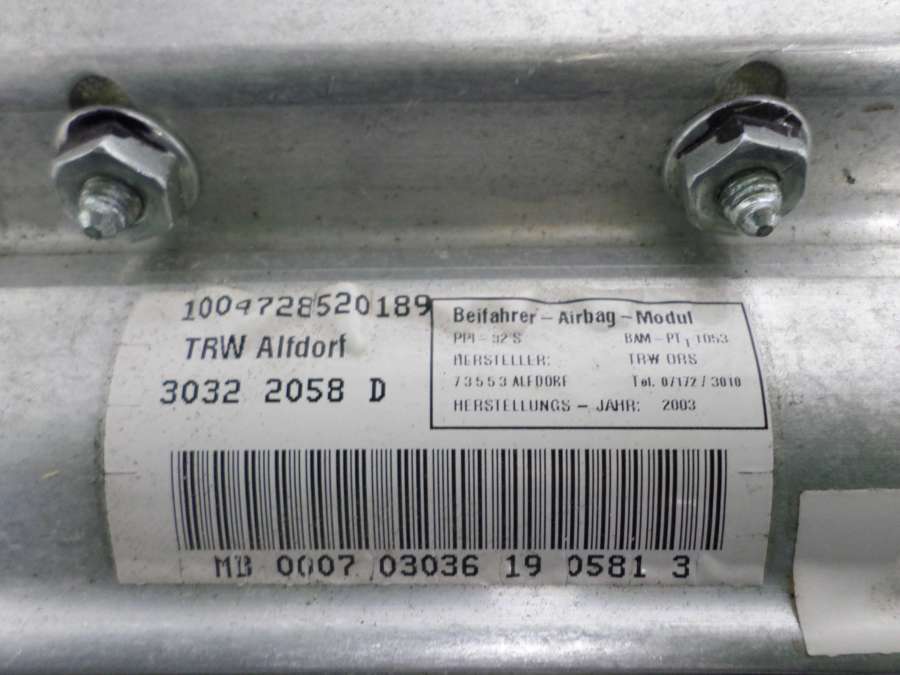 1004728520189
TRW Alfdorf
3032 2058 D
Beifahrer - Airbag - Modul
PPI - 92'S BAM - PT1 1053
HERSTELLER: TRW ORS
73553 ALFDORF Tel. 07172 / 3010
HERSTELLUNGS - JAHR: 2003
MB 0007 03036 19 0581 3